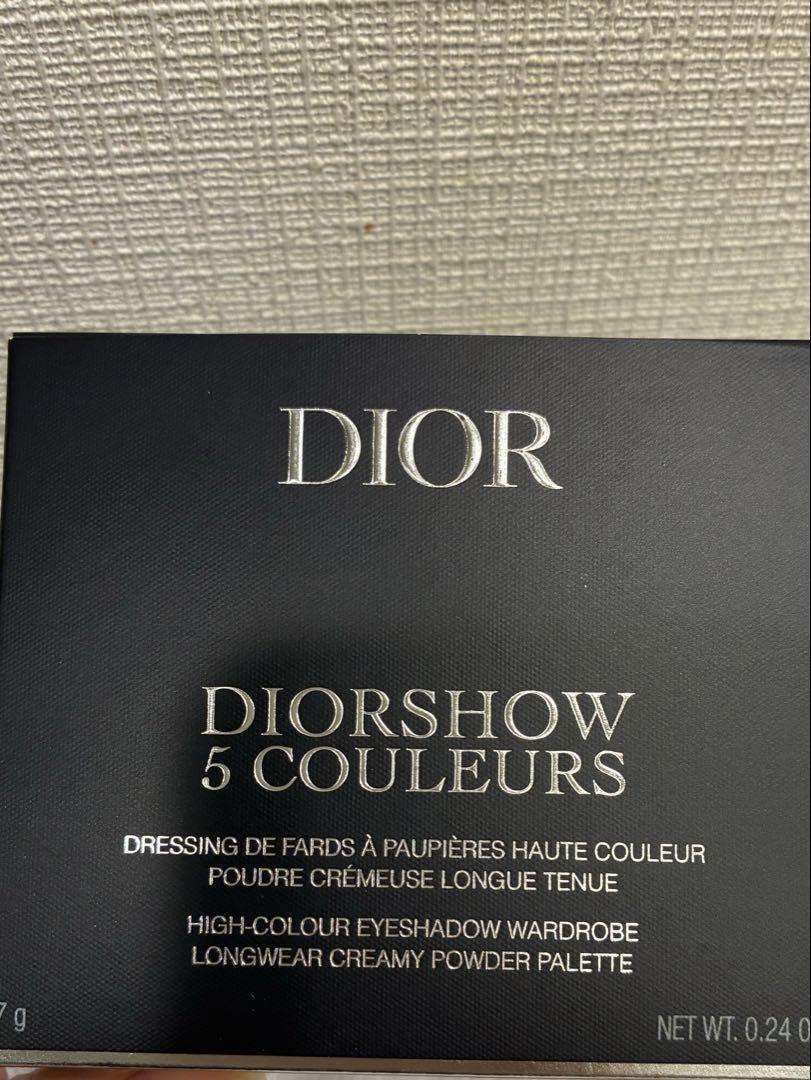 DIOR
DIORSHOW
5 COULEURS
DRESSING DE FARDS À PAUPIÈRES HAUTE COULEUR
POUDRE CRÉMEUSE LONGUE TENUE
HIGH-COLOUR EYESHADOW WARDROBE
LONGWEAR CREAMY POWDER PALETTE
7 g
NET WT. 0.24 O